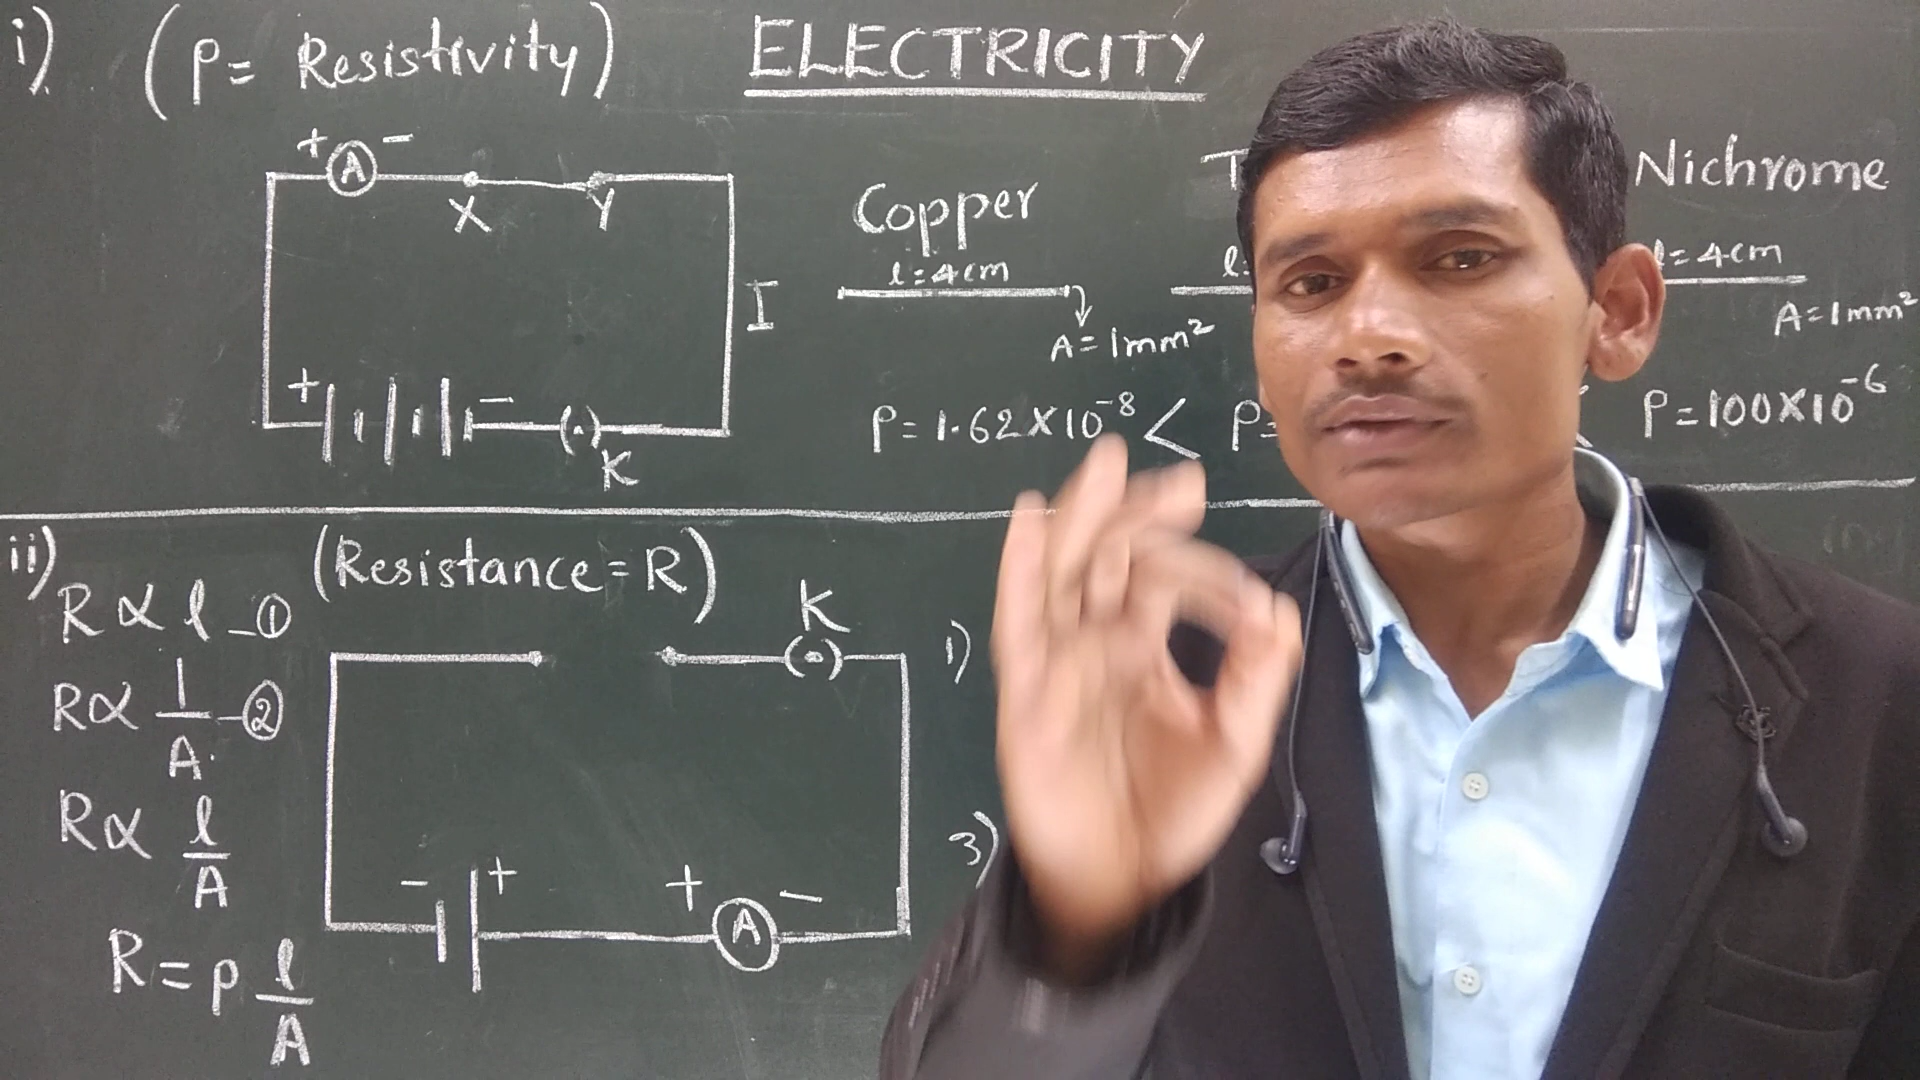 i)
(ρ= Resistivity)
ELECTRICITY
+ A -
X Y
I
+ -
K
Copper
l=4cm
A=1mm²
ρ=1.62×10⁻⁸ <
T
l=
ρ=
Nichrome
l=4cm
A=1mm²
ρ=100×10⁻⁶
ii)
(Resistance=R)
R∝l-①
R∝1/A.-②
R∝l/A
R=ρl/A
K
- +
+ A -
1)
3)